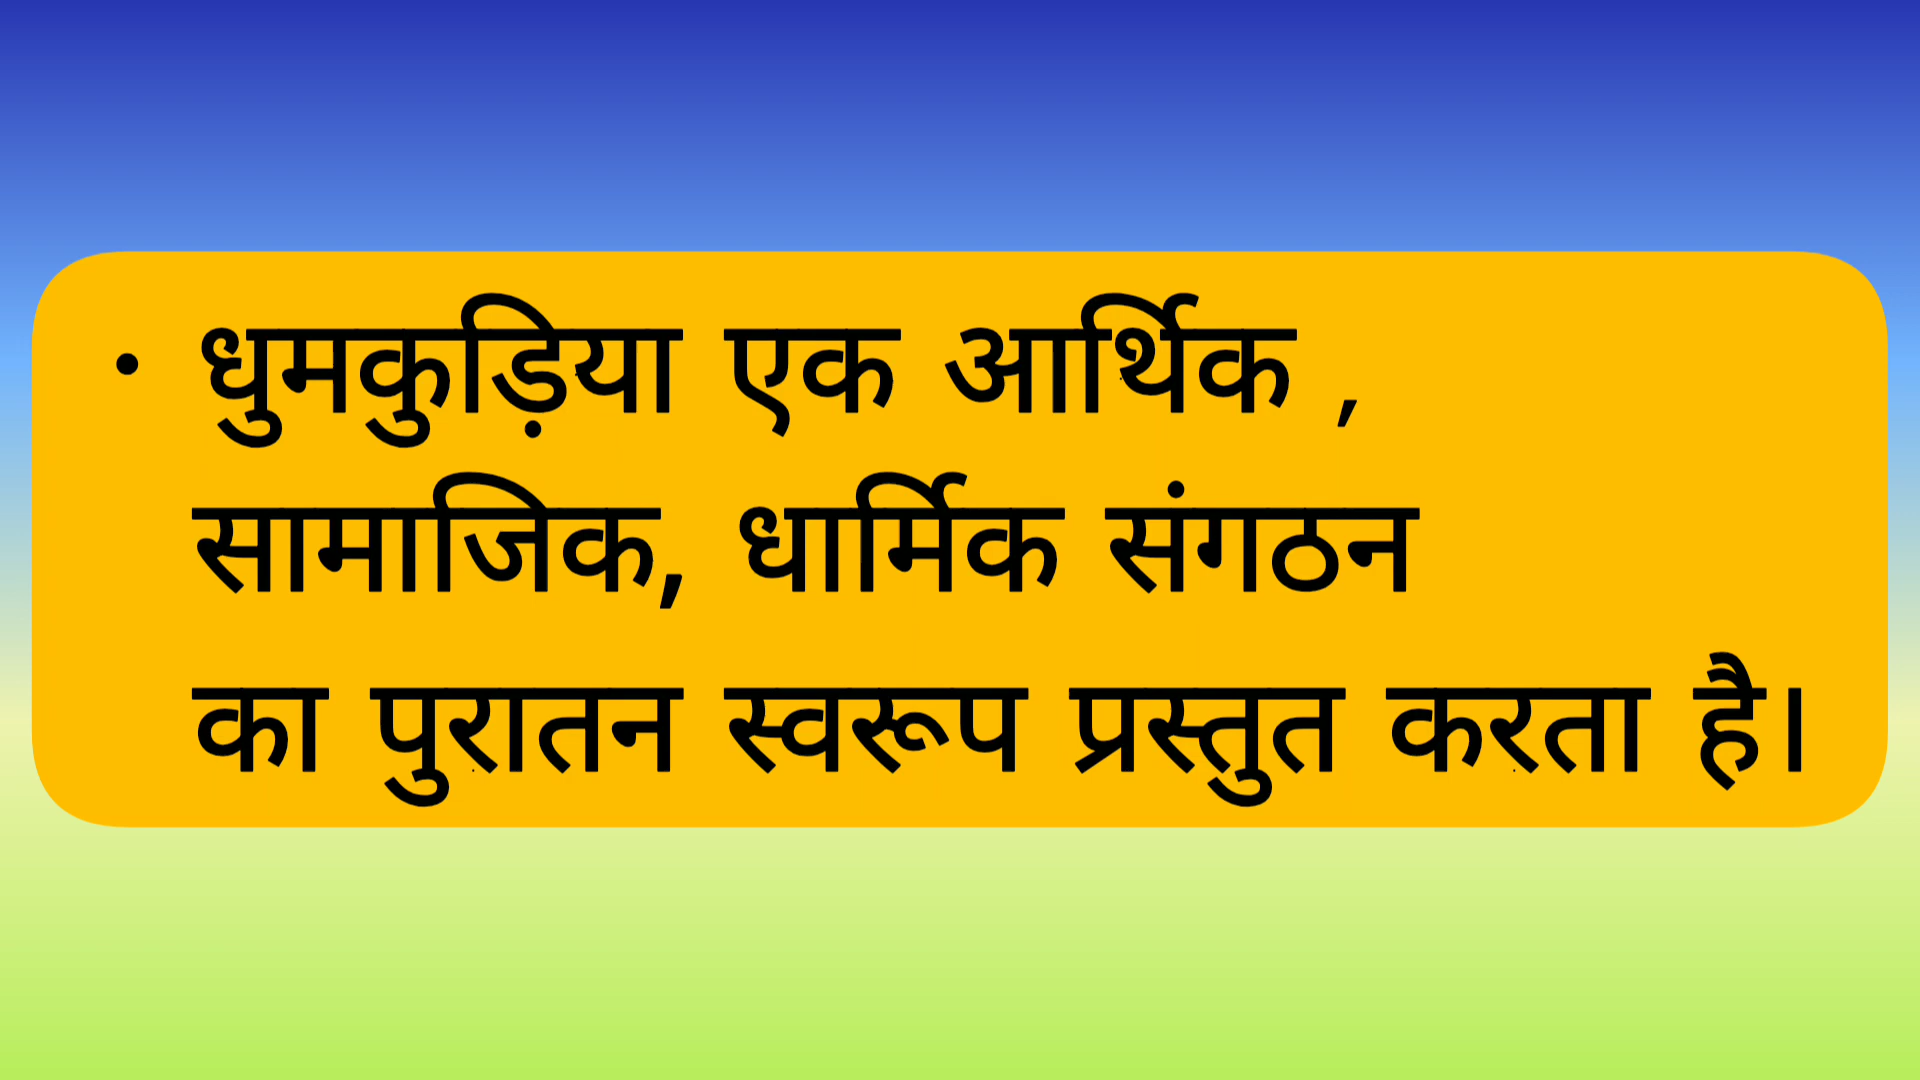 • धुमकुड़िया एक आर्थिक ,
सामाजिक, धार्मिक संगठन
का पुरातन स्वरूप प्रस्तुत करता है।